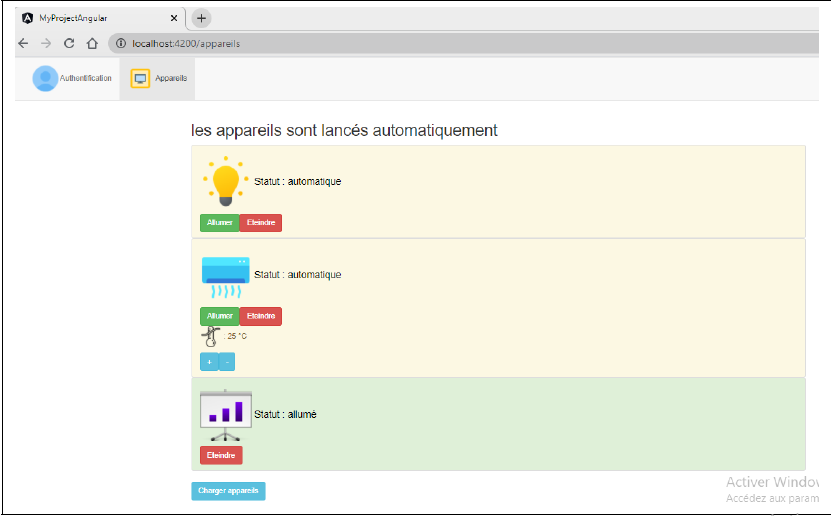 MyProjectAngular
localhost:4200/appareils
Authentification
Appareils
les appareils sont lancés automatiquement
Statut : automatique
Allumer Eteindre
Statut : automatique
Allumer Eteindre
: 25 °C
+ -
Statut : allumé
Eteindre
Charger appareils
Activer Window
Accédez aux param